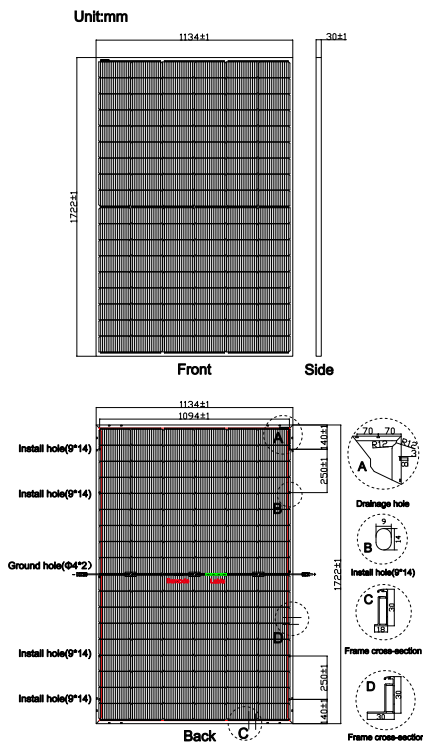 Unit:mm
1134±1
30±1
1722±1
Front
Side
1134±1
1094±1
Install hole(9*14)
140±1
250±1
Install hole(9*14)
A
B
Ground hole(Φ4*2)
1722±1
D
Install hole(9*14)
250±1
Install hole(9*14)
140±1
C
Back
70
70
R12
R12
3
8
A
Drainage hole
9
14
B
Install hole(9*14)
C
30
18
Frame cross-section
D
30
30
Frame cross-section